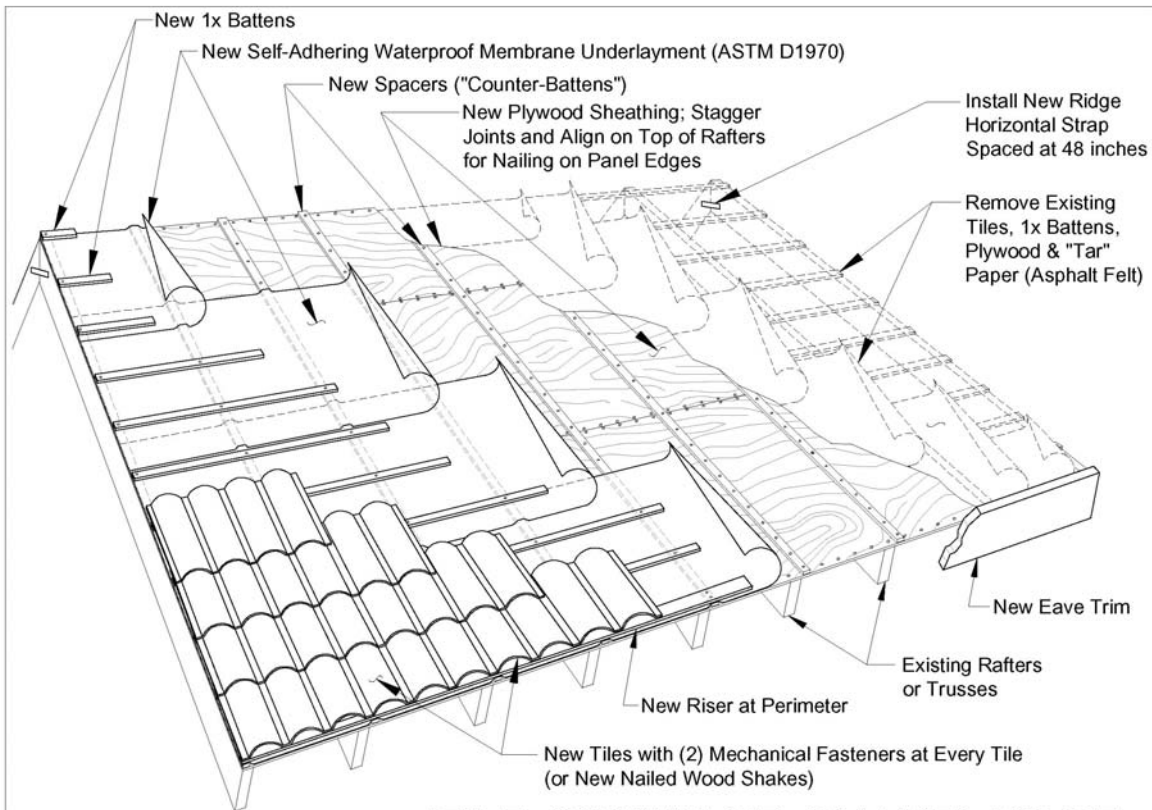 New 1x Battens
New Self-Adhering Waterproof Membrane Underlayment (ASTM D1970)
New Spacers ("Counter-Battens")
New Plywood Sheathing; Stagger
Joints and Align on Top of Rafters
for Nailing on Panel Edges
Install New Ridge
Horizontal Strap
Spaced at 48 inches
Remove Existing
Tiles, 1x Battens,
Plywood & "Tar"
Paper (Asphalt Felt)
New Eave Trim
Existing Rafters
or Trusses
New Riser at Perimeter
New Tiles with (2) Mechanical Fasteners at Every Tile
(or New Nailed Wood Shakes)